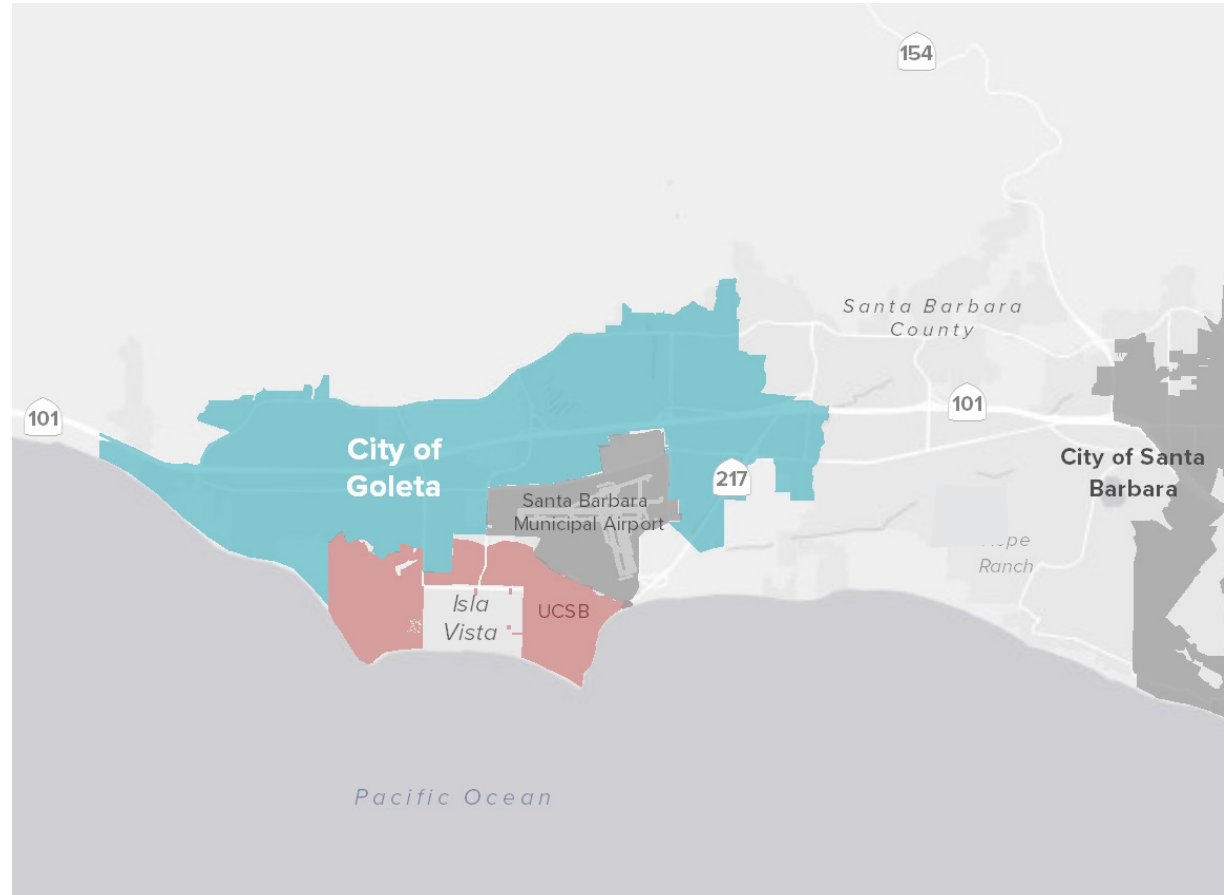 154
Santa Barbara
County
101
101
City of
Goleta
City of Santa
Barbara
217
Santa Barbara
Municipal Airport
Ranch
Isla
Vista
UCSB
Pacific Ocean